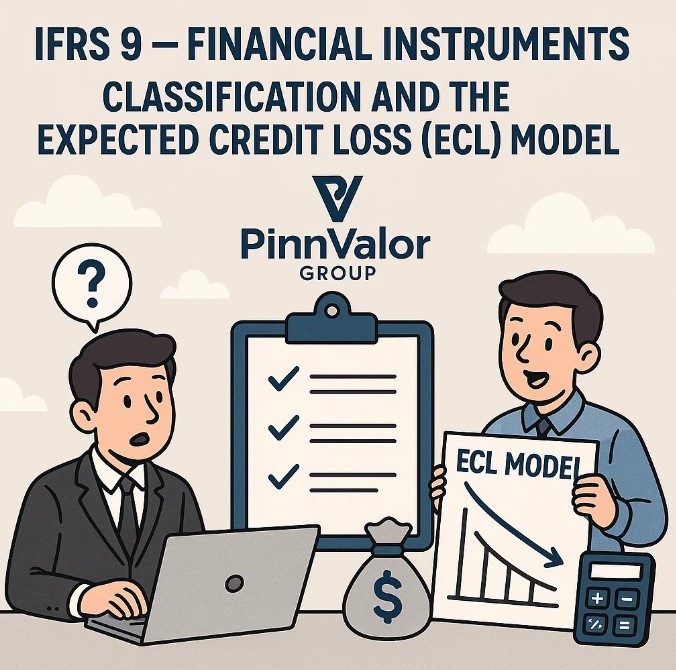 IFRS 9 – FINANCIAL INSTRUMENTS
CLASSIFICATION AND THE
EXPECTED CREDIT LOSS (ECL) MODEL
PinnValor
GROUP
?
ECL MODEL
$
+ −
٪ =